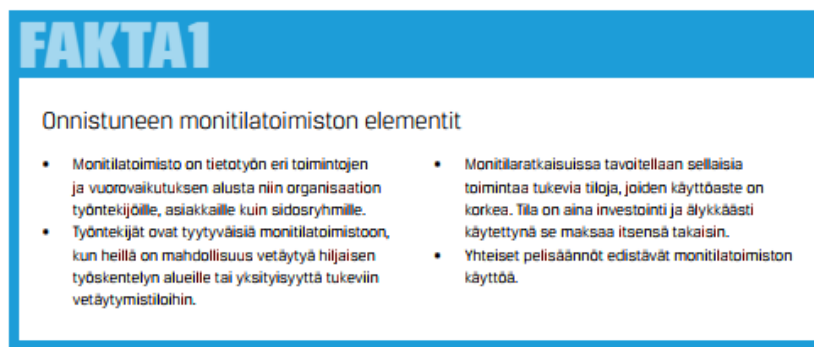 FAKTA1
Onnistuneen monitilatoimiston elementit
• Monitilatoimisto on tietotyön eri toimintojen
ja vuorovaikutuksen alusta niin organisaation
työntekijöille, asiakkaille kuin sidosryhmille.
• Työntekijät ovat tyytyväisiä monitilatoimistoon,
kun heillä on mahdollisuus vetäytyä hiljaisen
työskentelyn alueille tai yksityisyyttä tukeviin
vetäytymistiloihin.
• Monitilaratkaisuissa tavoitellaan sellaisia
toimintaa tukevia tiloja, joiden käyttöaste on
korkea. Tila on aina investointi ja älykkäästi
käytettynä se maksaa itsensä takaisin.
• Yhteiset pelisäännöt edistävät monitilatoimiston
käyttöä.